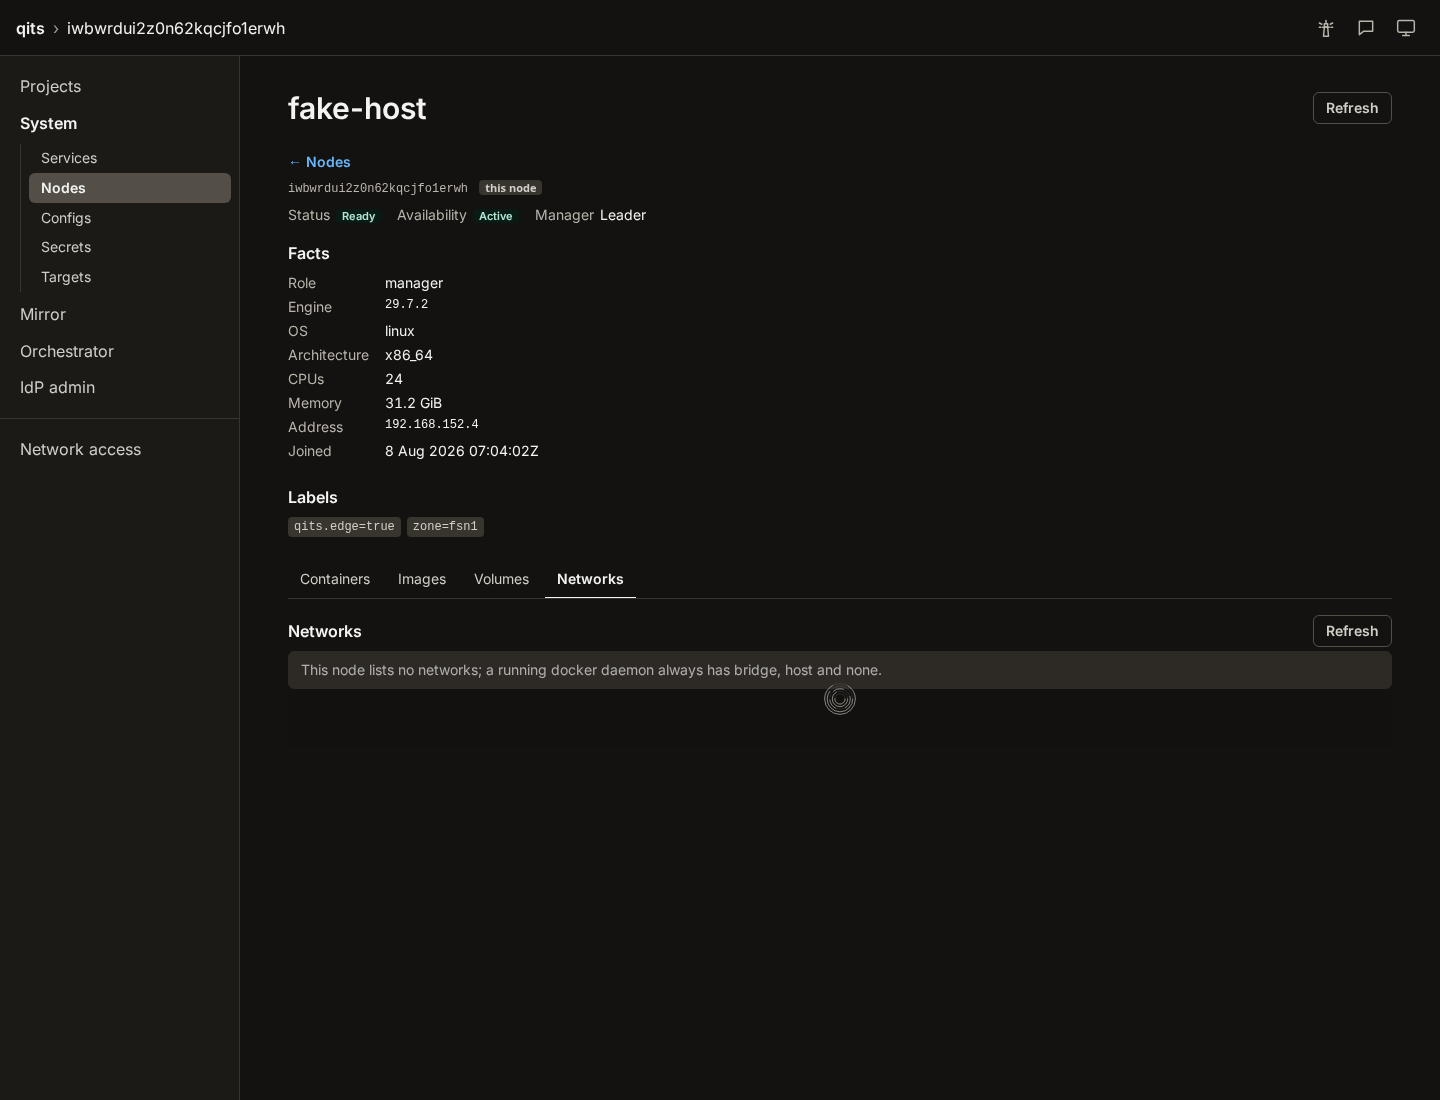 qits › iwbwrdui2z0n62kqcjfo1erwh
Projects
System
Services
Nodes
Configs
Secrets
Targets
Mirror
Orchestrator
IdP admin
Network access
fake-host
Refresh
← Nodes
iwbwrdui2z0n62kqcjfo1erwh this node
Status Ready Availability Active Manager Leader
Facts
Role manager
Engine 29.7.2
OS linux
Architecture x86_64
CPUs 24
Memory 31.2 GiB
Address 192.168.152.4
Joined 8 Aug 2026 07:04:02Z
Labels
qits.edge=true zone=fsn1
Containers Images Volumes Networks
Networks Refresh
This node lists no networks; a running docker daemon always has bridge, host and none.